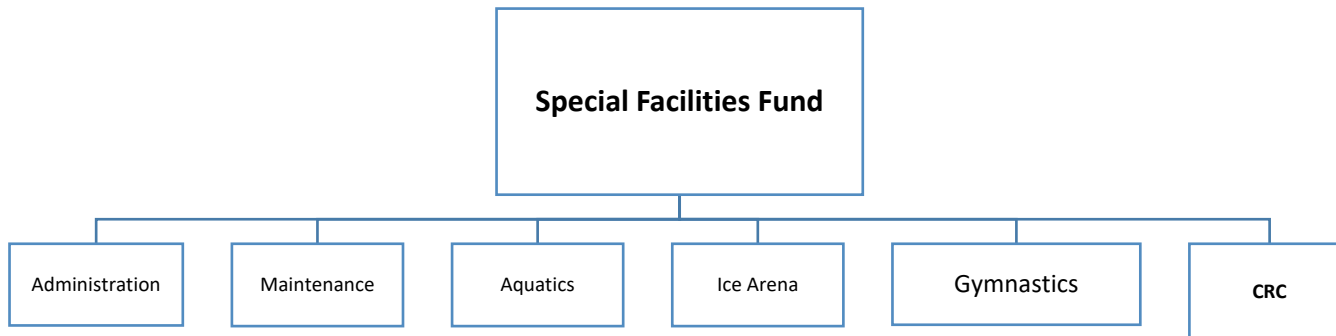 Special Facilities Fund
Administration
Maintenance
Aquatics
Ice Arena
Gymnastics
CRC